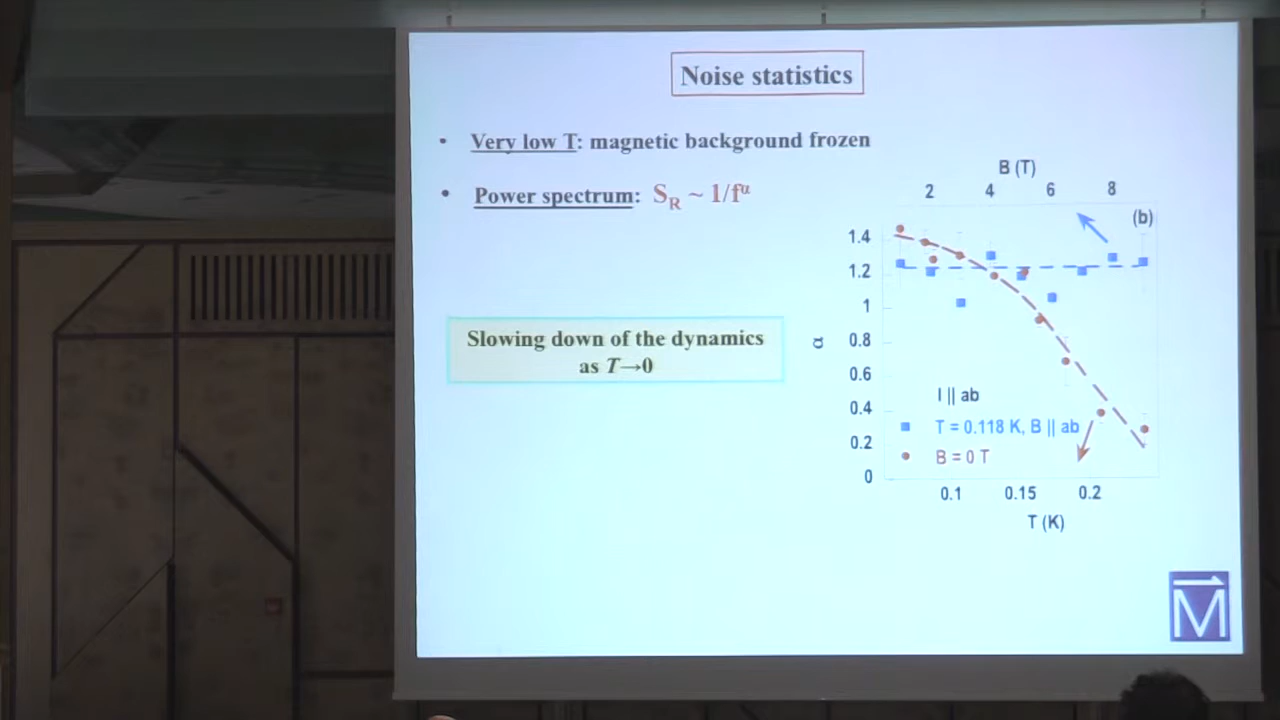 Noise statistics
• Very low T: magnetic background frozen
• Power spectrum: S_R ~ 1/f^α
Slowing down of the dynamics
as T→0
B (T)
2 4 6 8
(b)
1.4
1.2
1
0.8
0.6
0.4
0.2
0
α
I || ab
T = 0.118 K, B || ab
B = 0 T
0.1 0.15 0.2
T (K)
M